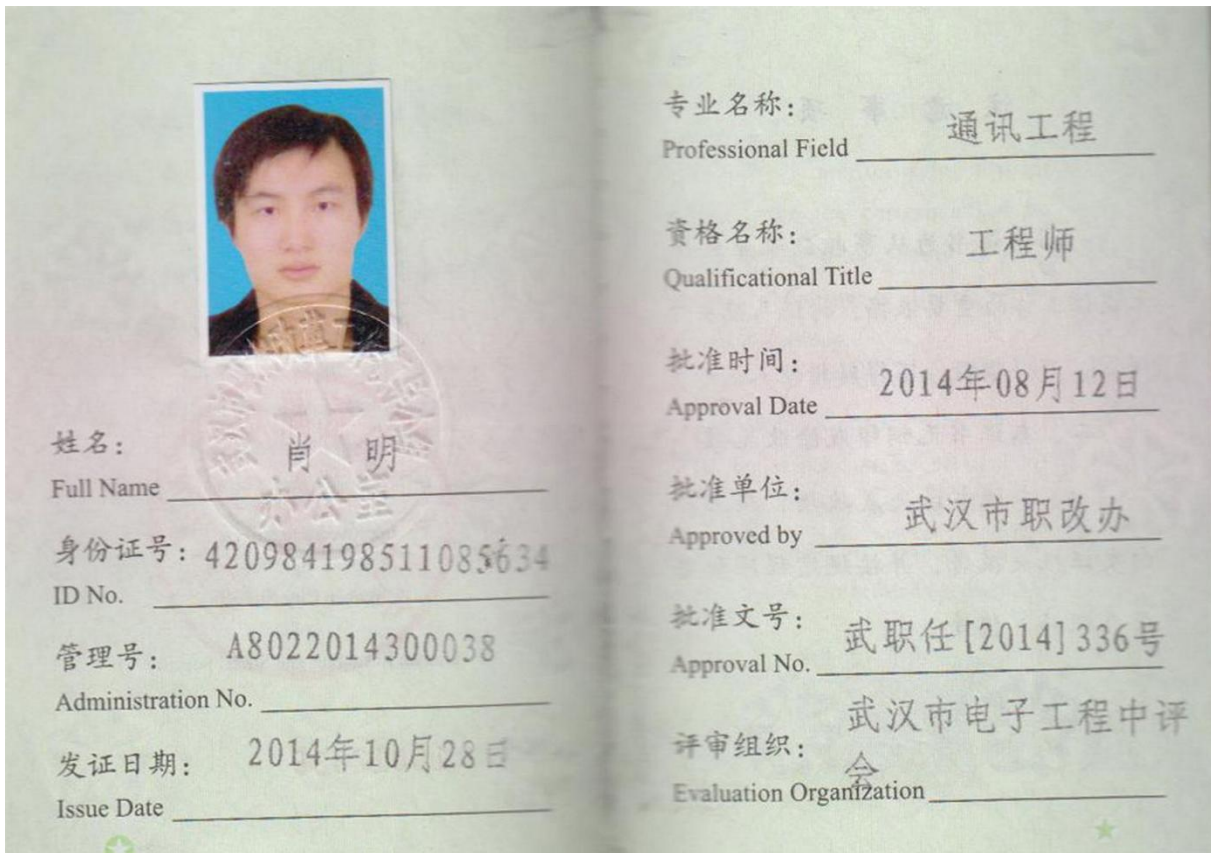 姓名：
肖 明
Full Name
身份证号：420984198511085634
ID No.
管理号： A8022014300038
Administration No.
发证日期： 2014年10月28日
Issue Date
办公室
专业名称：
通讯工程
Professional Field
资格名称：
工程师
Qualificational Title
批准时间：
2014年08月12日
Approval Date
批准单位：
武汉市职改办
Approved by
批准文号： 武职任[2014]336号
Approval No.
武汉市电子工程中评
评审组织： 会
Evaluation Organization